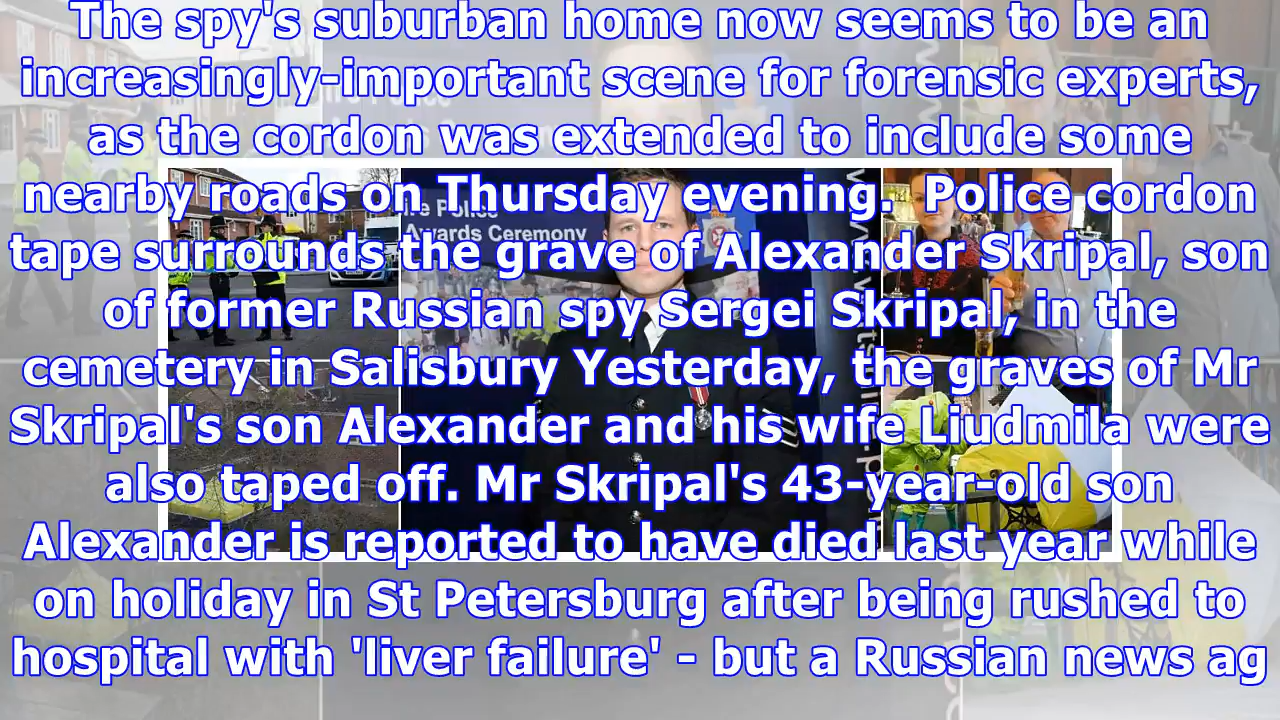 The spy's suburban home now seems to be an
increasingly-important scene for forensic experts,
as the cordon was extended to include some
nearby roads on Thursday evening.  Police cordon
tape surrounds the grave of Alexander Skripal, son
of former Russian spy Sergei Skripal, in the
cemetery in Salisbury Yesterday, the graves of Mr
Skripal's son Alexander and his wife Liudmila were
also taped off. Mr Skripal's 43-year-old son
Alexander is reported to have died last year while
on holiday in St Petersburg after being rushed to
hospital with 'liver failure' - but a Russian news ag
Police
Awards Ceremony